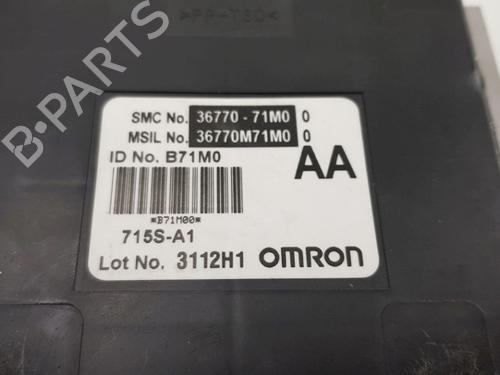 >PP-T30<
SMC No. 36770-71M0 0
MSIL No. 36770M71M0 0
ID No. B71M0
AA
*B71M00*
715S-A1
Lot No. 3112H1 OMRON
B PARTS